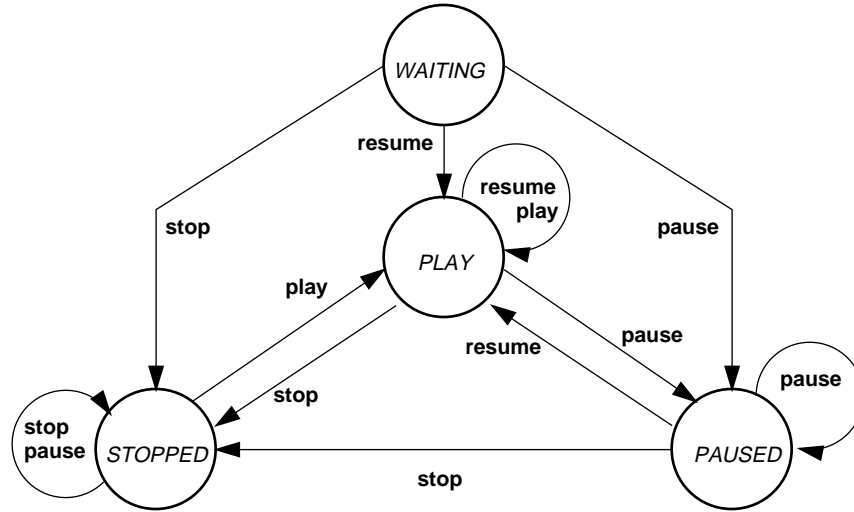 WAITING
resume
resume
play
stop
pause
PLAY
play
pause
resume
pause
stop
stop
pause
STOPPED
PAUSED
stop